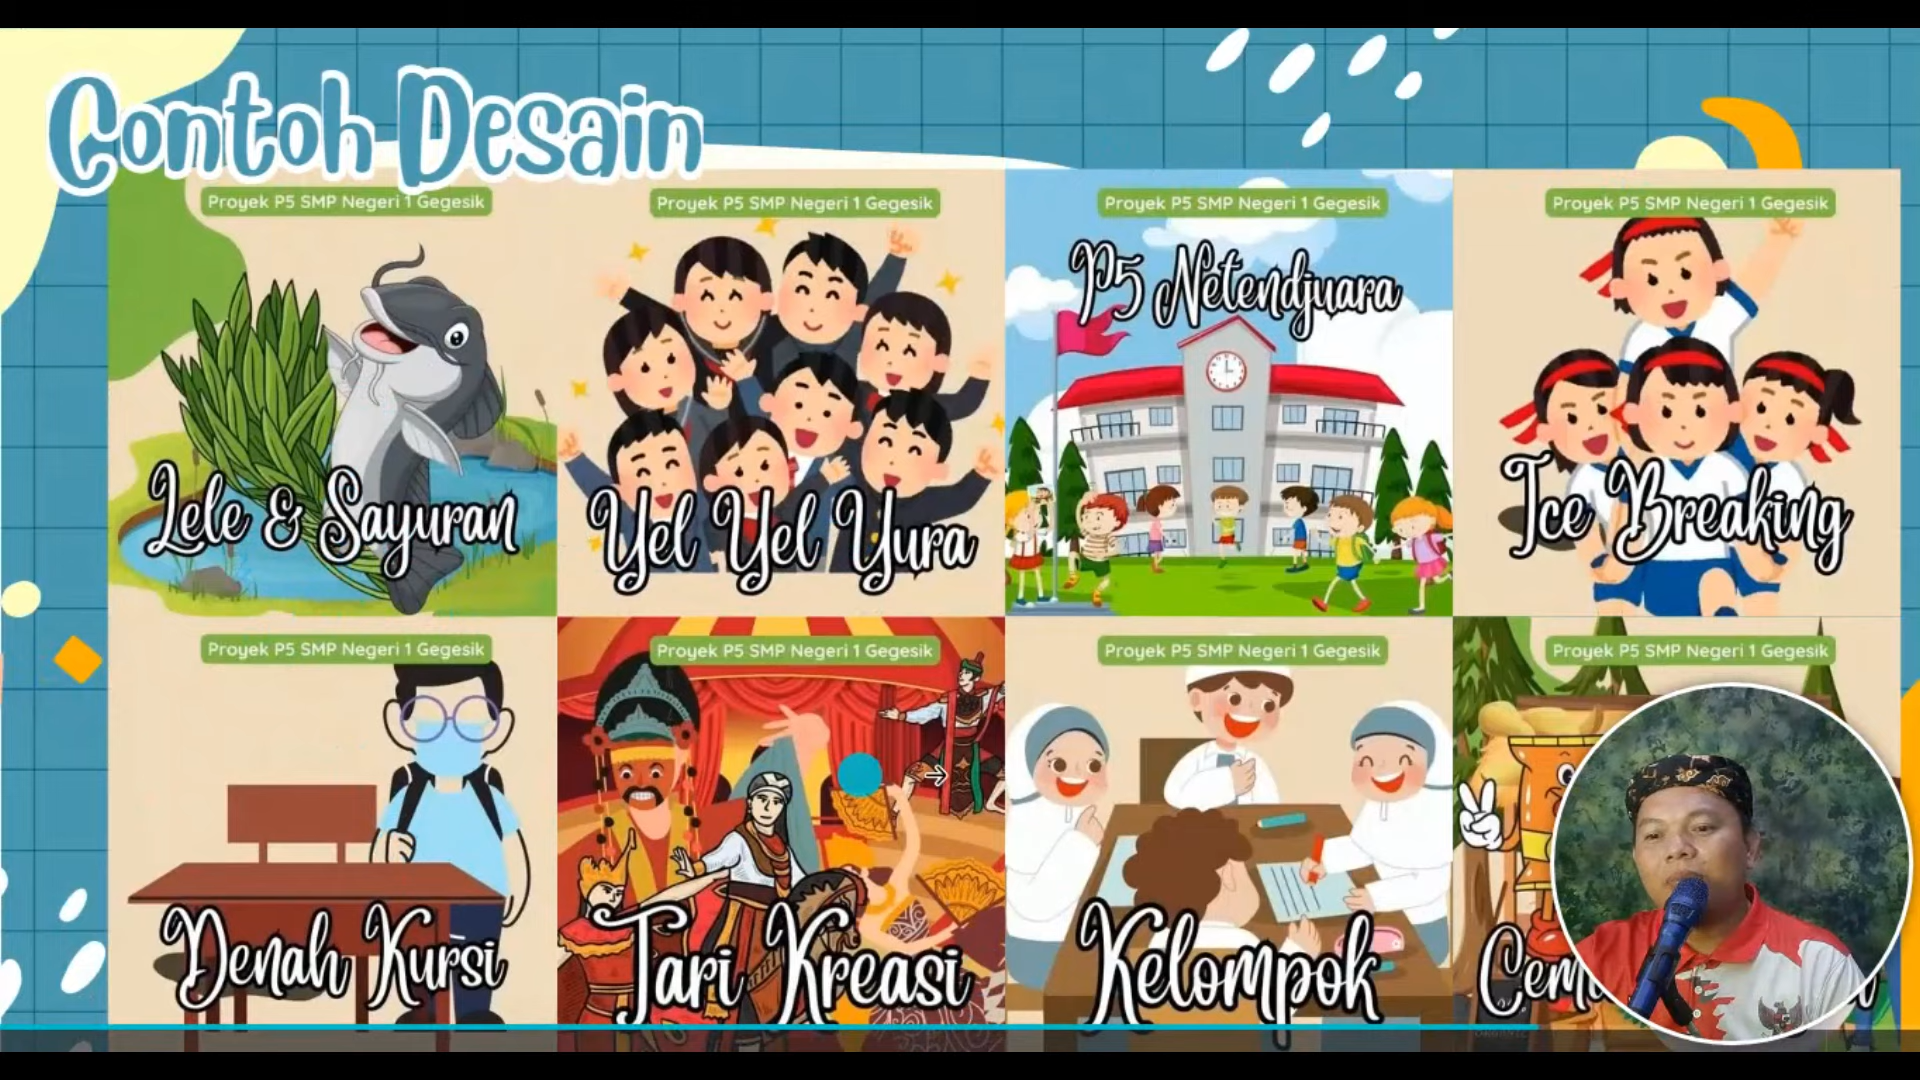 Contoh Desain
Proyek P5 SMP Negeri 1 Gegesik
Lele & Sayuran
Proyek P5 SMP Negeri 1 Gegesik
Yel Yel Yura
Proyek P5 SMP Negeri 1 Gegesik
P5 Netendjuara
Proyek P5 SMP Negeri 1 Gegesik
Ice Breaking
Proyek P5 SMP Negeri 1 Gegesik
Denah Kursi
Proyek P5 SMP Negeri 1 Gegesik
Tari Kreasi
Proyek P5 SMP Negeri 1 Gegesik
Kelompok
Proyek P5 SMP Negeri 1 Gegesik